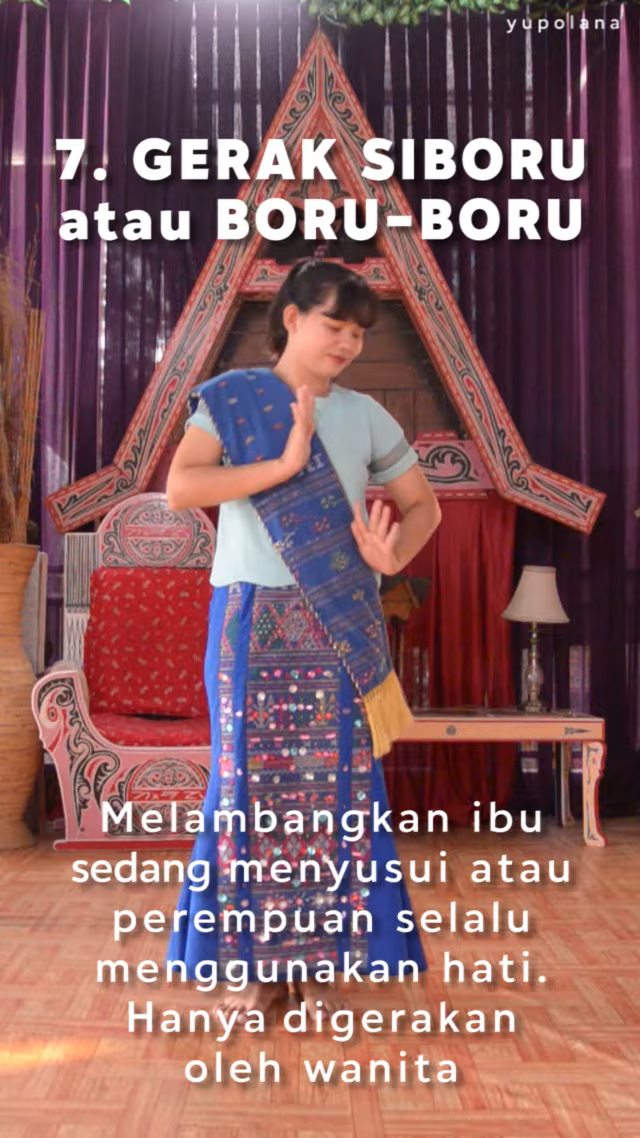 yupolana
7. GERAK SIBORU
atau BORU-BORU
Melambangkan ibu
sedang menyusui atau
perempuan selalu
menggunakan hati.
Hanya digerakan
oleh wanita